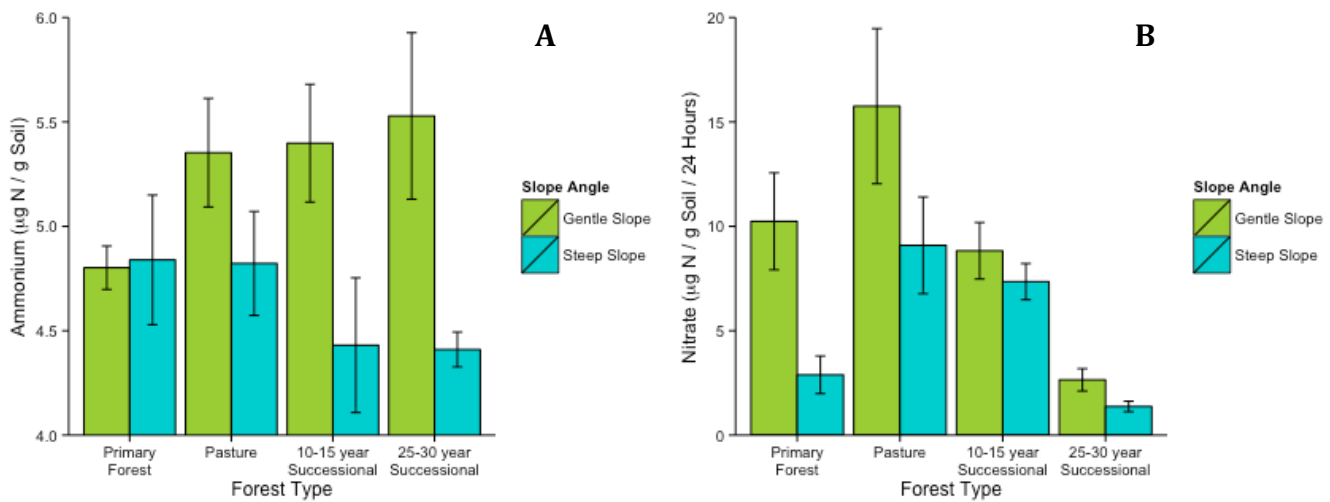 A
Ammonium (µg N / g Soil)
6.0
5.5
5.0
4.5
4.0
Primary
Forest
Pasture
10-15 year
Successional
25-30 year
Successional
Forest Type
Slope Angle
Gentle Slope
Steep Slope
B
Nitrate (µg N / g Soil / 24 Hours)
20
15
10
5
0
Primary
Forest
Pasture
10-15 year
Successional
25-30 year
Successional
Forest Type
Slope Angle
Gentle Slope
Steep Slope